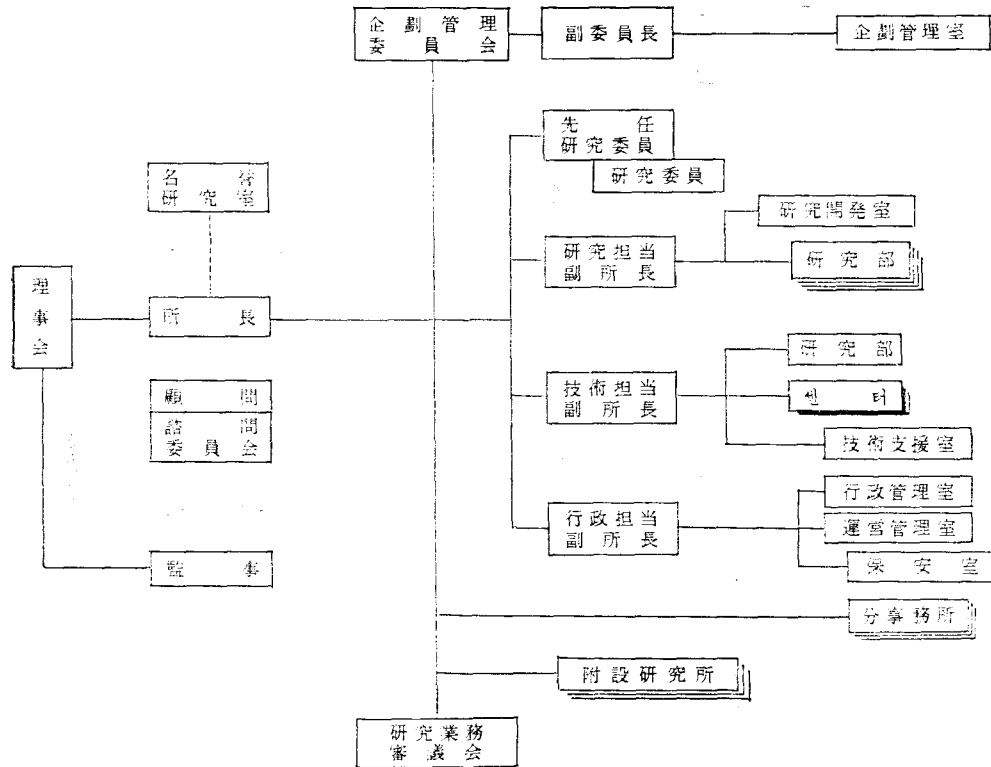 企劃管理
委員会
副委員長
企劃管理室
先任
研究委員
研究委員
名誉
研究室
研究開発室
研究担当
副所長
研究部
理事会
所長
研究部
技術担当
副所長
센터
顧問
諮問
委員会
技術支援室
行政管理室
行政担当
副所長
運営管理室
保安室
監事
分事務所
附設研究所
研究業務
審議会